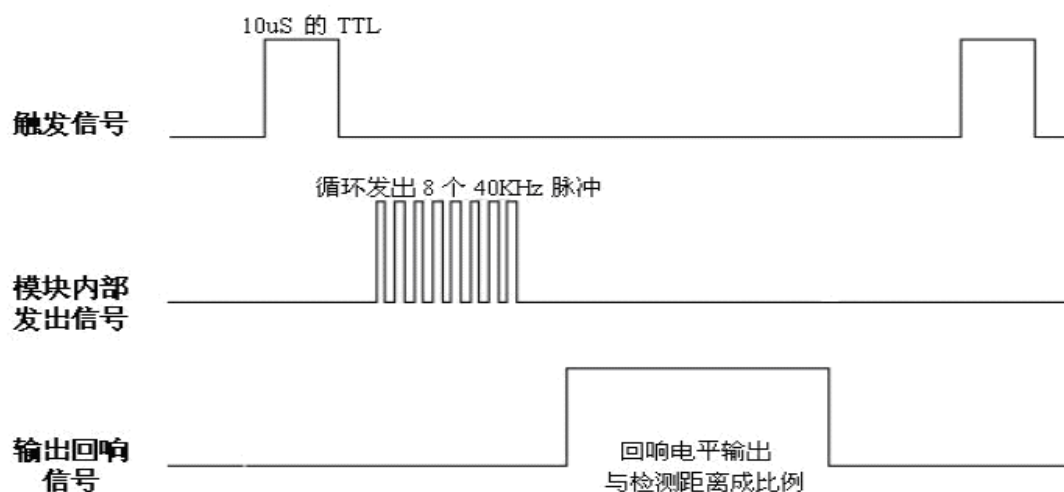 10uS 的 TTL
触发信号
循环发出 8 个 40KHz 脉冲
模块内部
发出信号
输出回响
信号
回响电平输出
与检测距离成比例